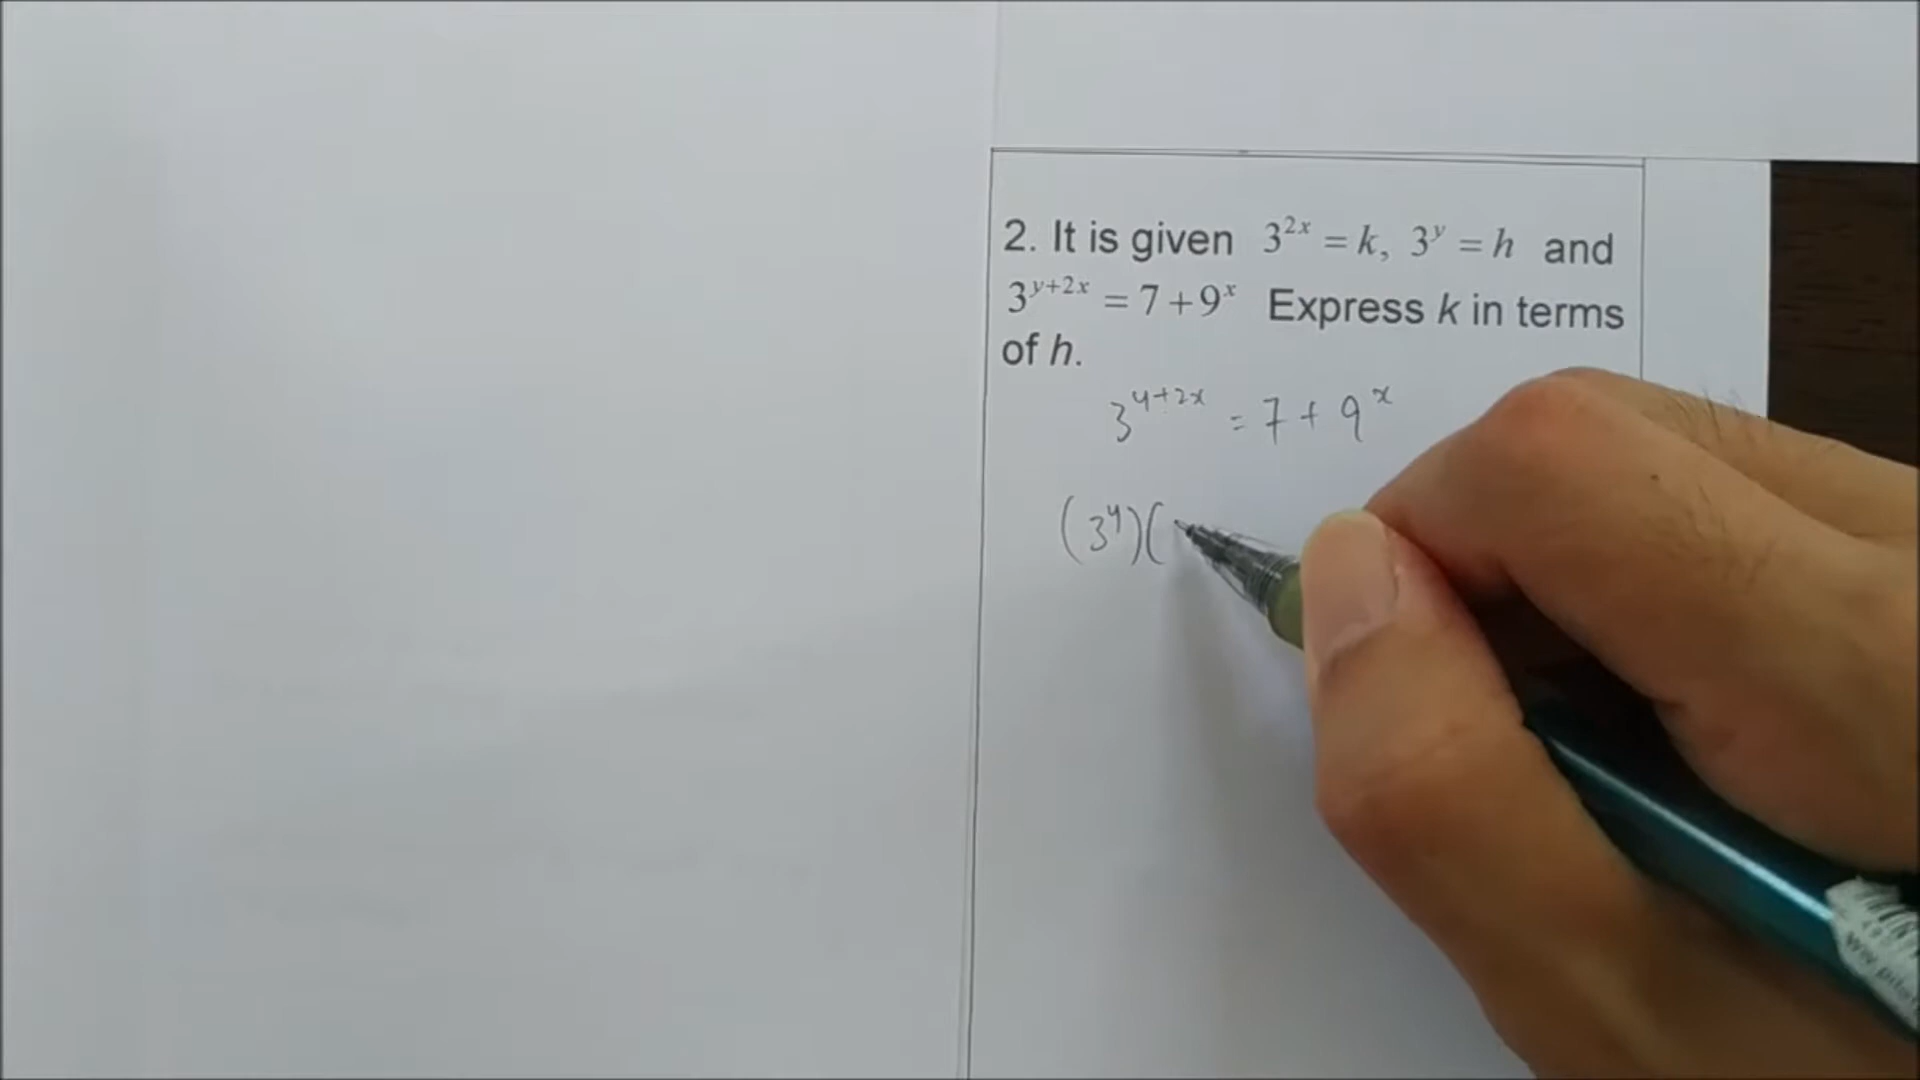 2. It is given 3^{2x} = k, 3^y = h and
3^{y+2x} = 7 + 9^x Express k in terms
of h.
3^{y+2x} = 7 + 9^x
(3^y)(